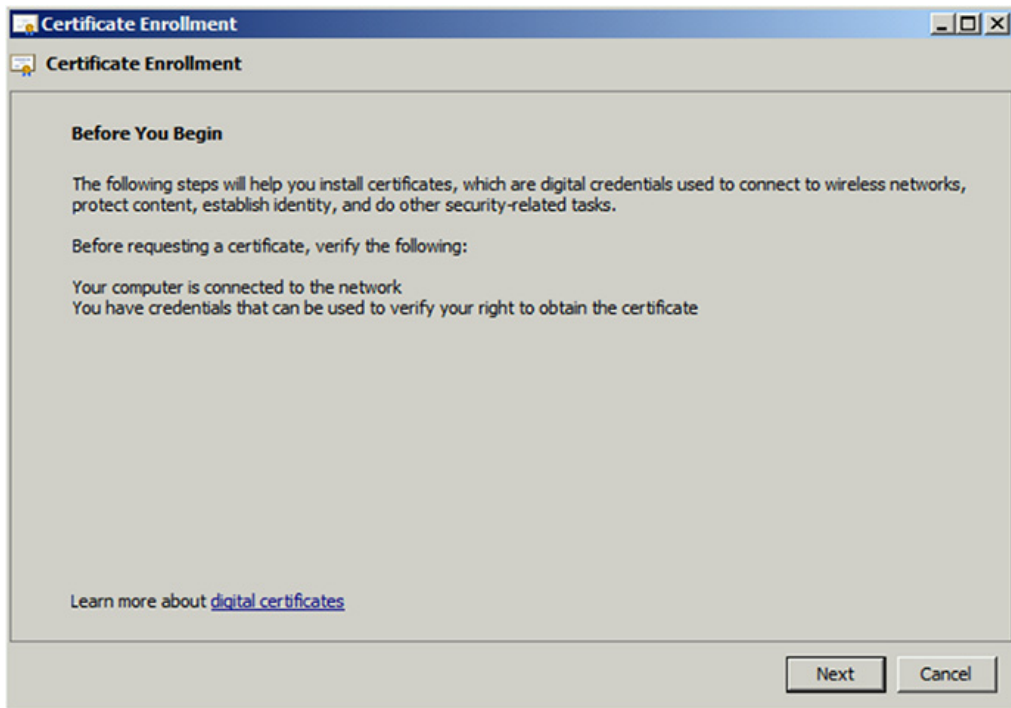 Certificate Enrollment
Certificate Enrollment
Before You Begin
The following steps will help you install certificates, which are digital credentials used to connect to wireless networks,
protect content, establish identity, and do other security-related tasks.
Before requesting a certificate, verify the following:
Your computer is connected to the network
You have credentials that can be used to verify your right to obtain the certificate
Learn more about digital certificates
Next Cancel